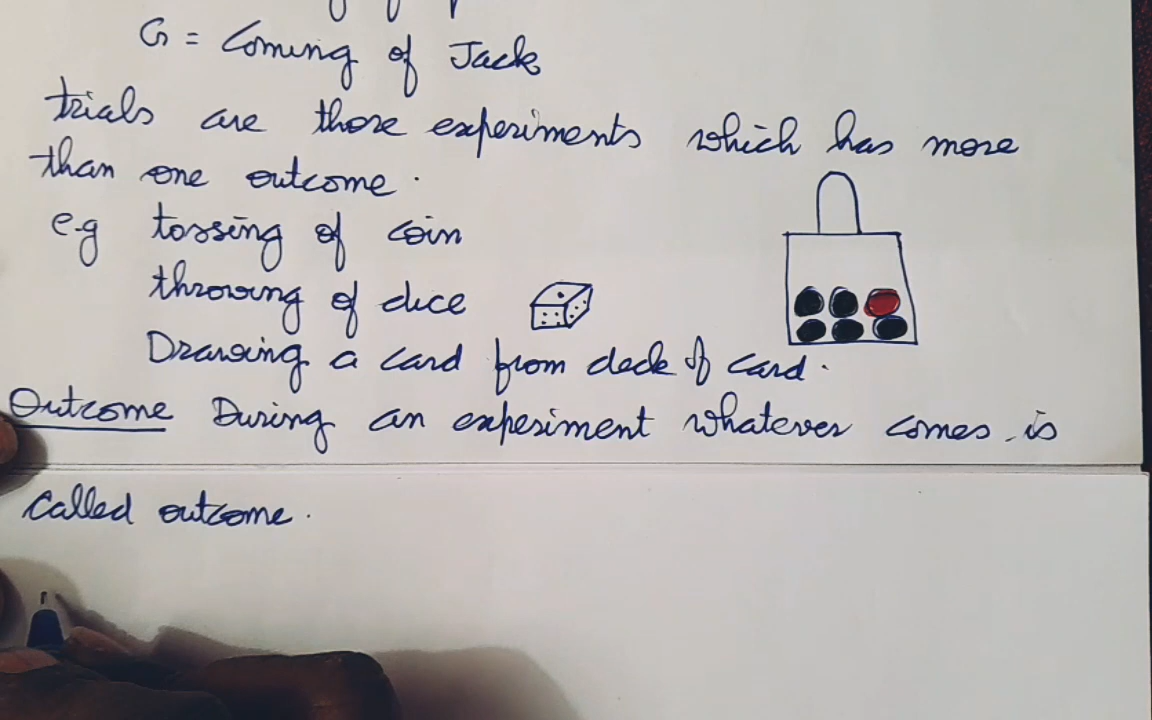 G = Coming of Jack
trials are those experiments which has more
than one outcome.
e.g tossing of coin
throwing of dice
Drawing a card from deck of card.
Outcome During an experiment whatever comes is
called outcome.